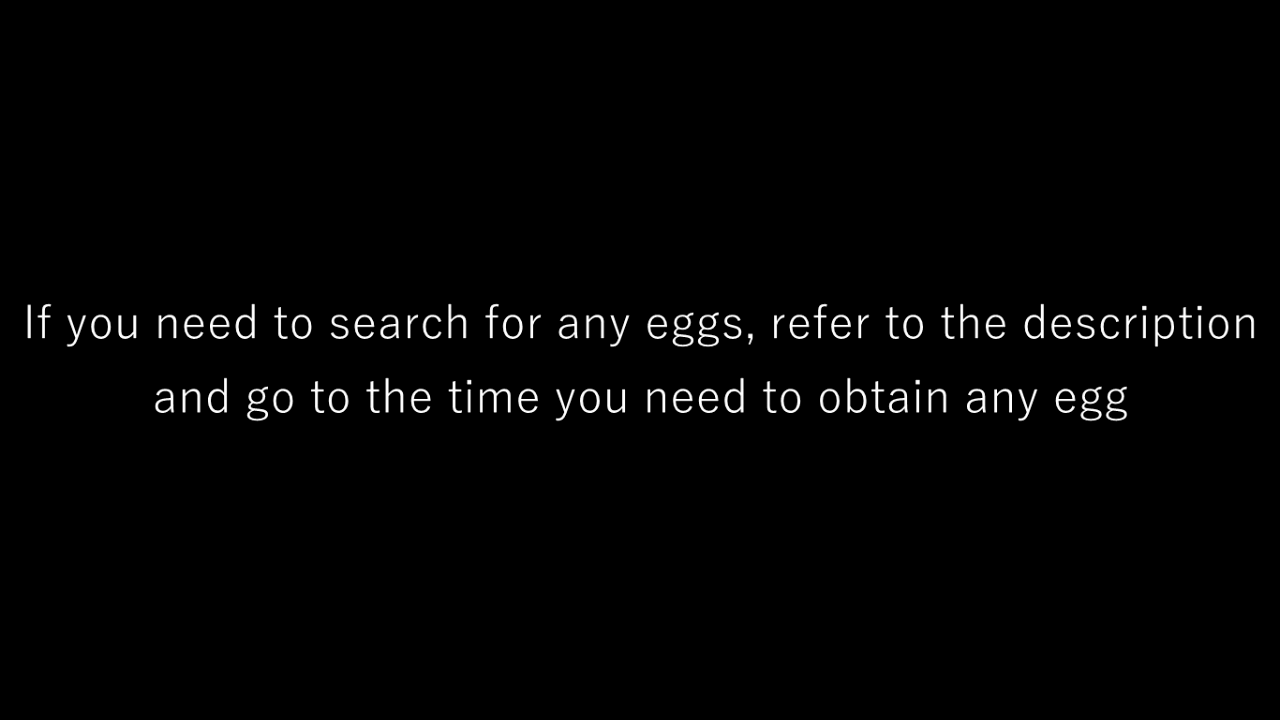 If you need to search for any eggs, refer to the description
and go to the time you need to obtain any egg